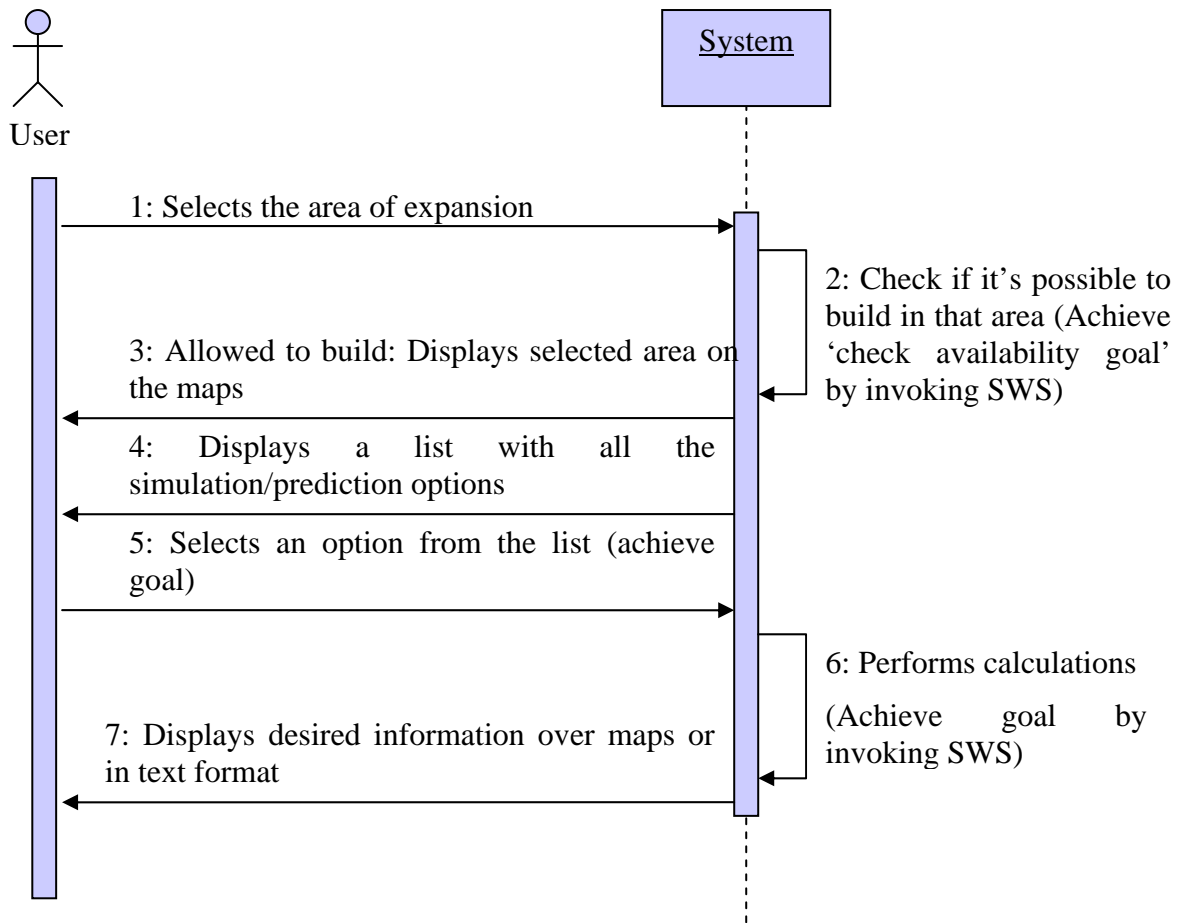 System
User
1: Selects the area of expansion
2: Check if it’s possible to
build in that area (Achieve
‘check availability goal’
by invoking SWS)
3: Allowed to build: Displays selected area on
the maps
4: Displays a list with all the
simulation/prediction options
5: Selects an option from the list (achieve
goal)
6: Performs calculations
(Achieve goal by
invoking SWS)
7: Displays desired information over maps or
in text format